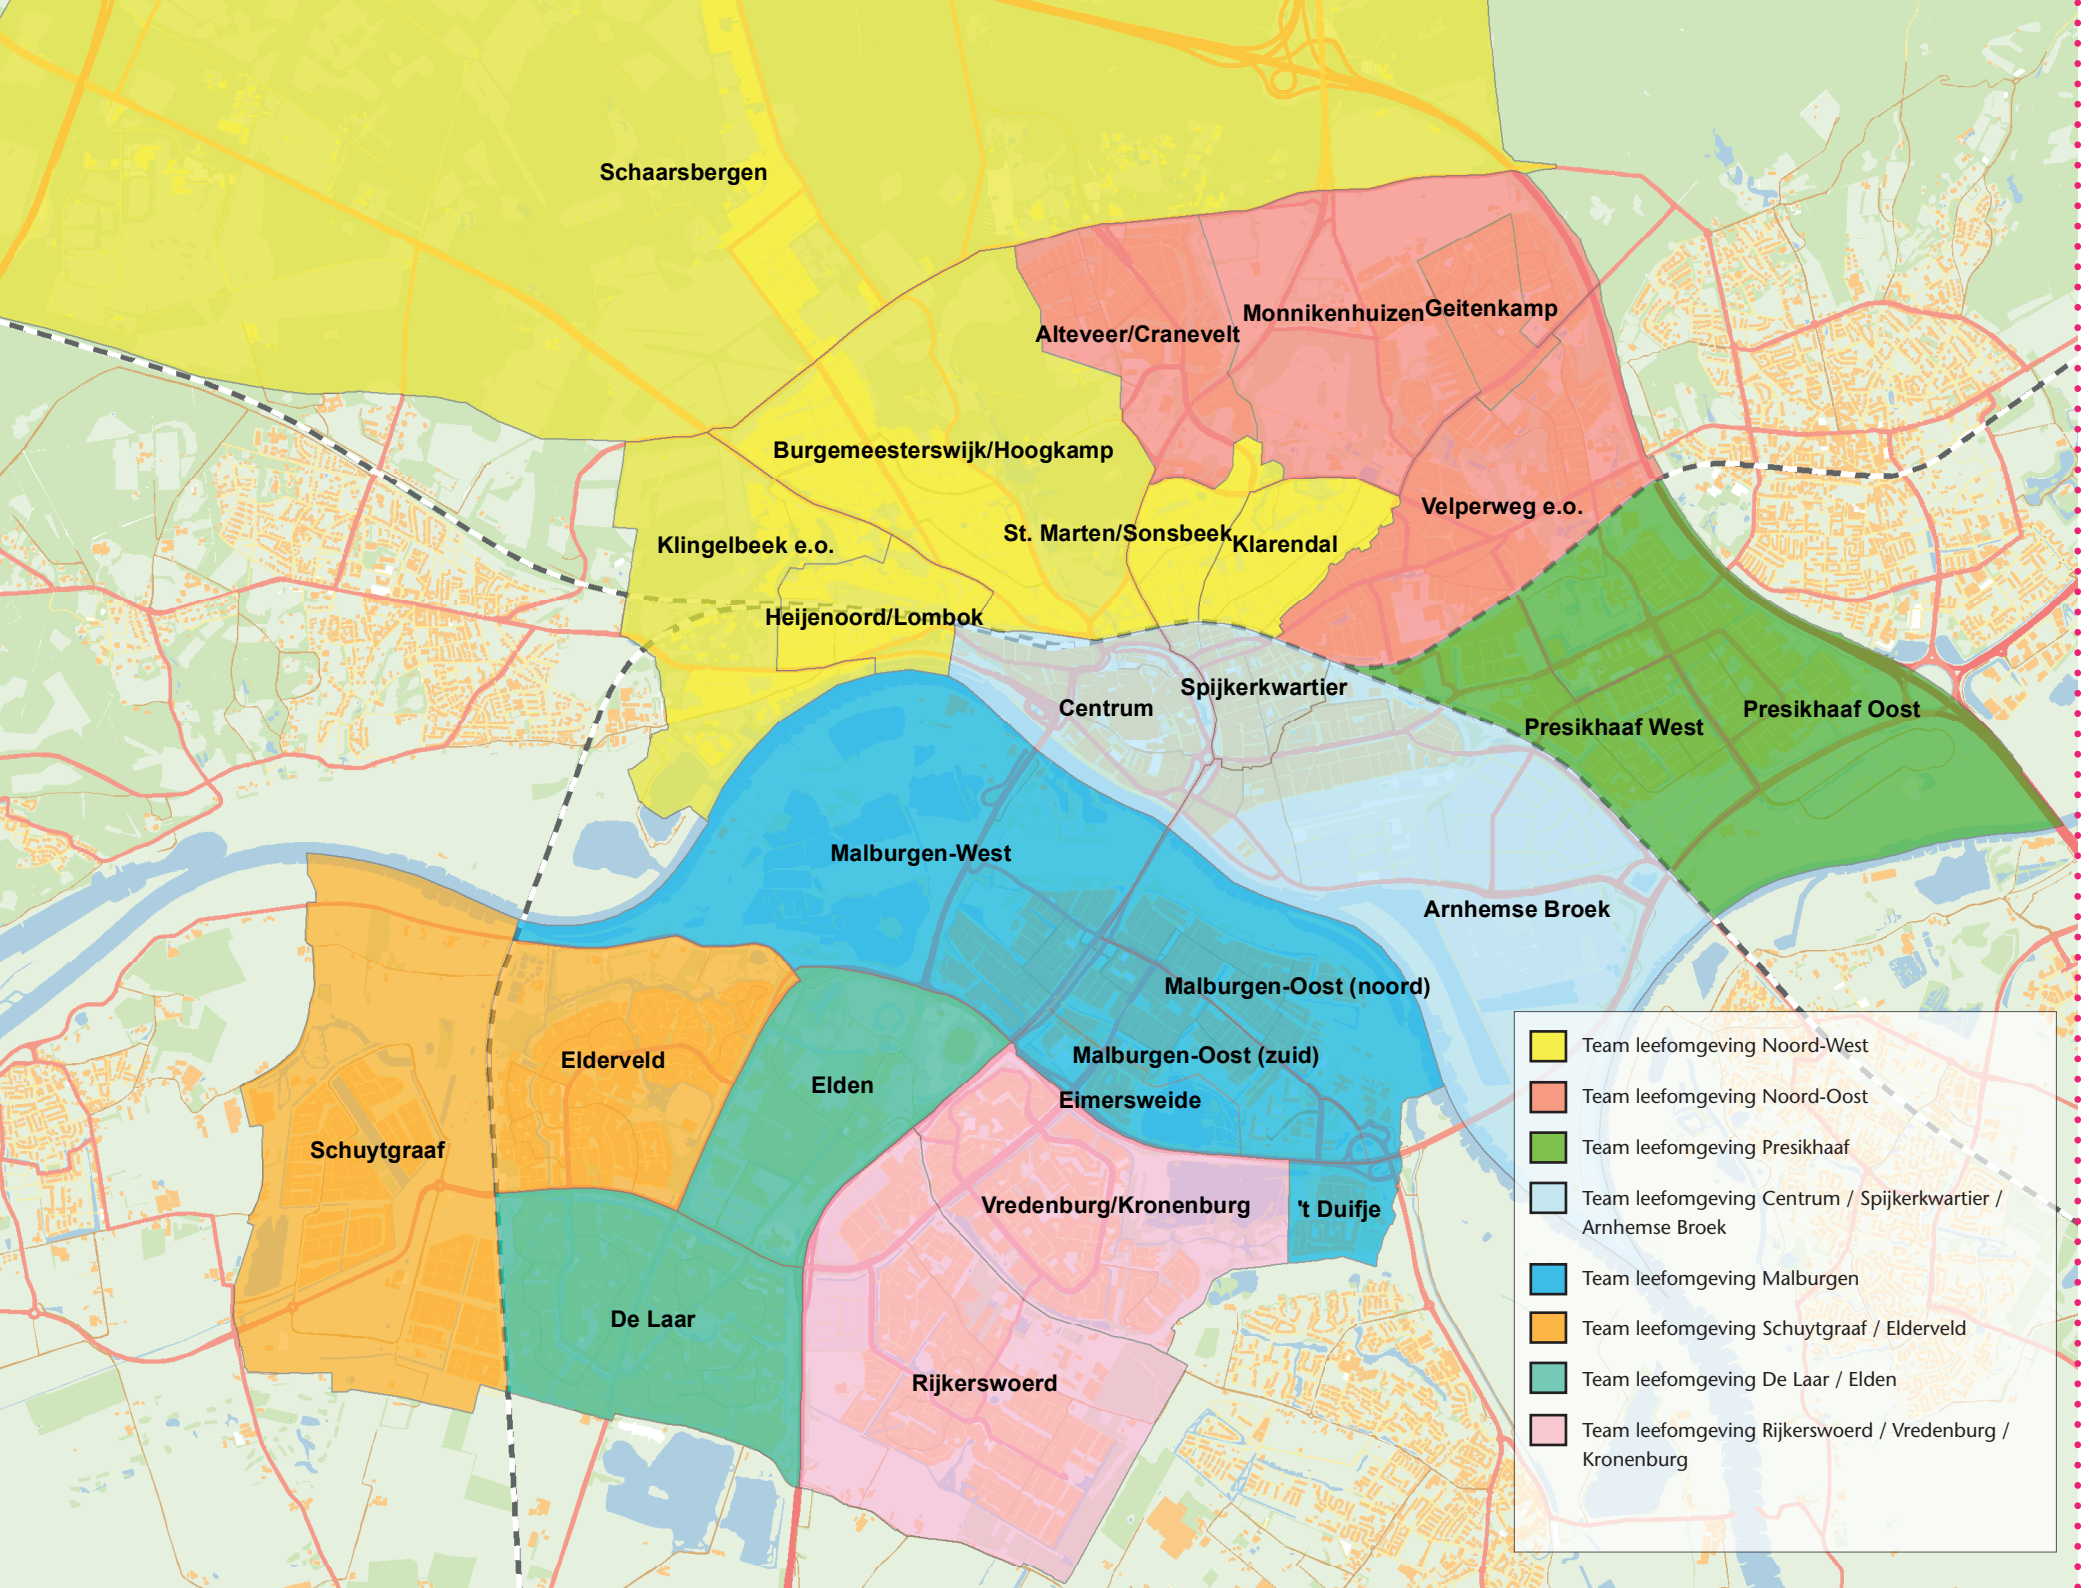 Schaarsbergen
Alteveer/Cranevelt
Monnikenhuizen
Geitenkamp
Burgemeesterswijk/Hoogkamp
Velperweg e.o.
St. Marten/Sonsbeek
Klarendal
Klingelbeek e.o.
Heijenoord/Lombok
Spijkerkwartier
Centrum
Presikhaaf West
Presikhaaf Oost
Malburgen-West
Arnhemse Broek
Malburgen-Oost (noord)
Malburgen-Oost (zuid)
Eimersweide
Elderveld
Elden
Schuytgraaf
Vredenburg/Kronenburg
't Duifje
De Laar
Rijkerswoerd
Team leefomgeving Noord-West
Team leefomgeving Noord-Oost
Team leefomgeving Presikhaaf
Team leefomgeving Centrum / Spijkerkwartier /
Arnhemse Broek
Team leefomgeving Malburgen
Team leefomgeving Schuytgraaf / Elderveld
Team leefomgeving De Laar / Elden
Team leefomgeving Rijkerswoerd / Vredenburg /
Kronenburg